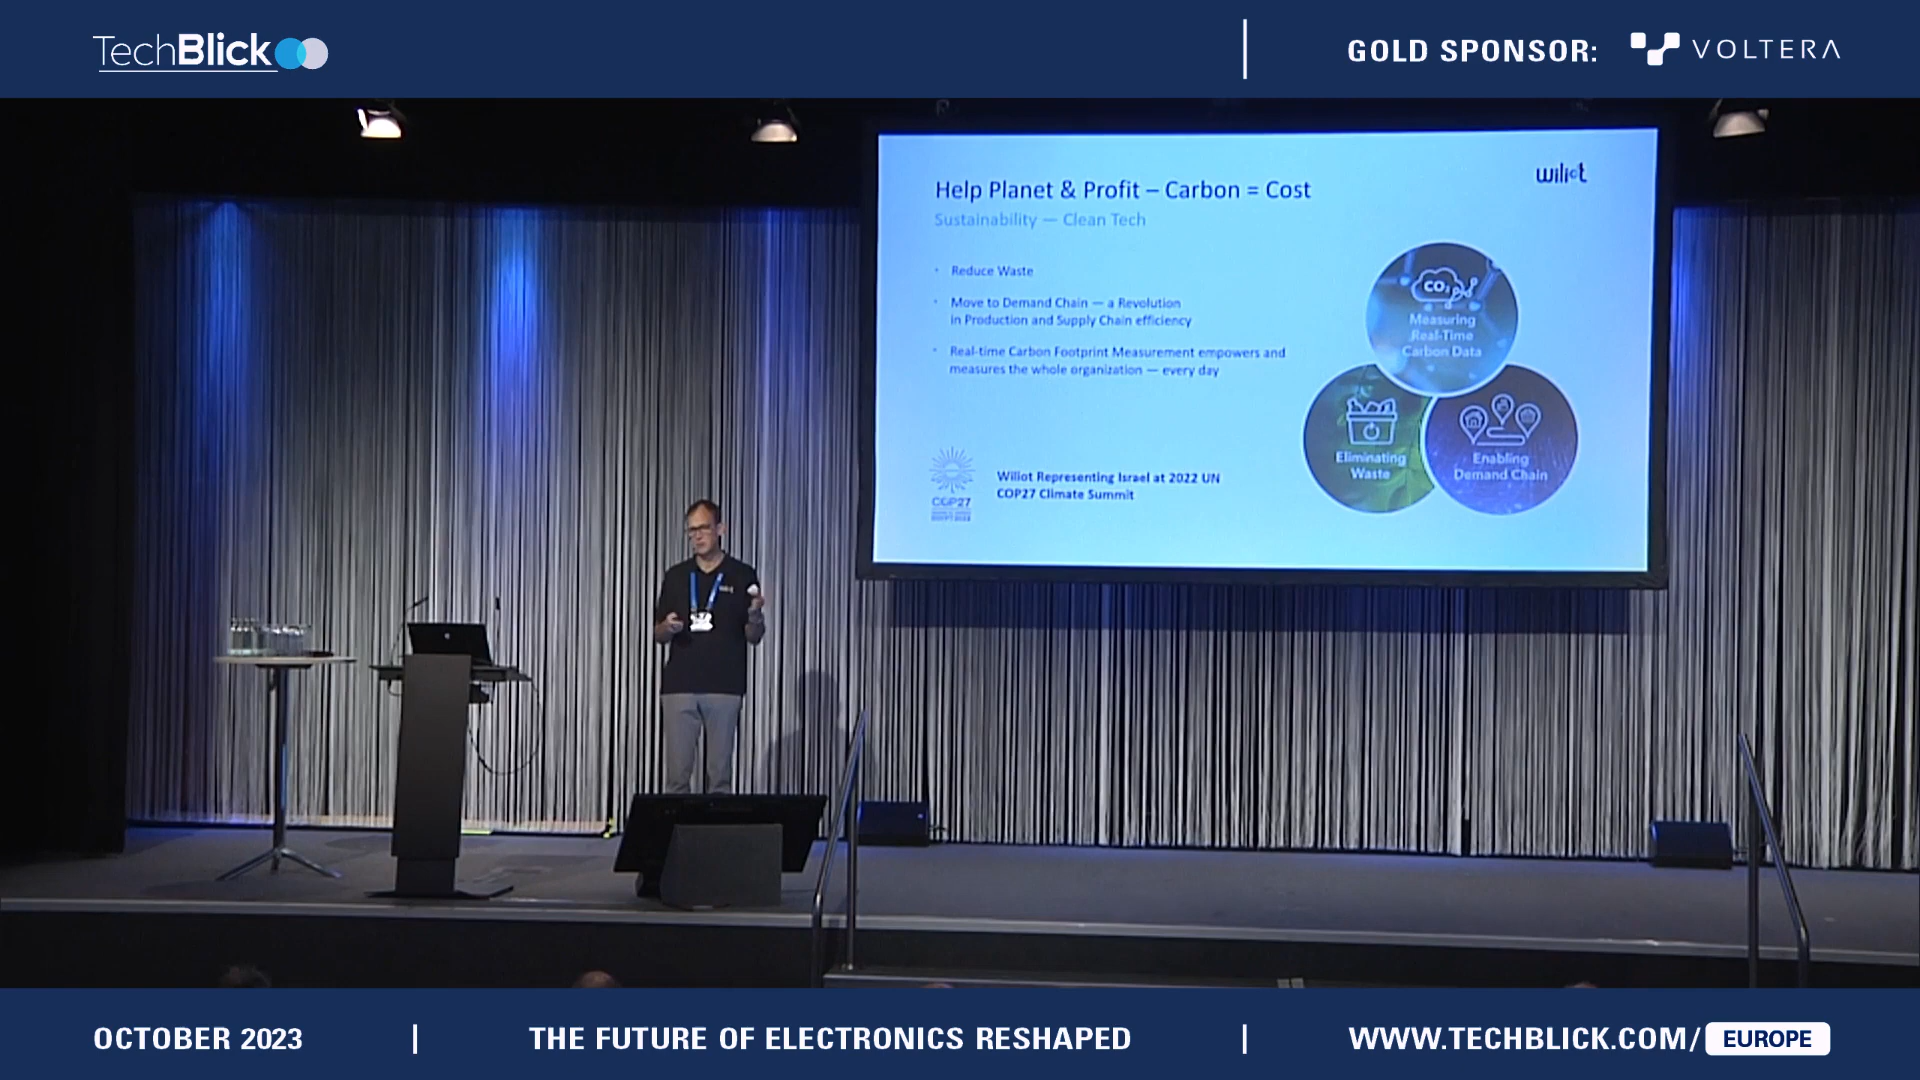 TechBlick
GOLD SPONSOR:
VOLTERA
wiliot
Help Planet & Profit – Carbon = Cost
Sustainability — Clean Tech
• Reduce Waste
• Move to Demand Chain — a Revolution
in Production and Supply Chain efficiency
• Real-time Carbon Footprint Measurement empowers and
measures the whole organization — every day
CO₂
Measuring
Real-Time
Carbon Data
Eliminating
Waste
Enabling
Demand Chain
COP27
Wiliot Representing Israel at 2022 UN
COP27 Climate Summit
OCTOBER 2023
THE FUTURE OF ELECTRONICS RESHAPED
WWW.TECHBLICK.COM/EUROPE